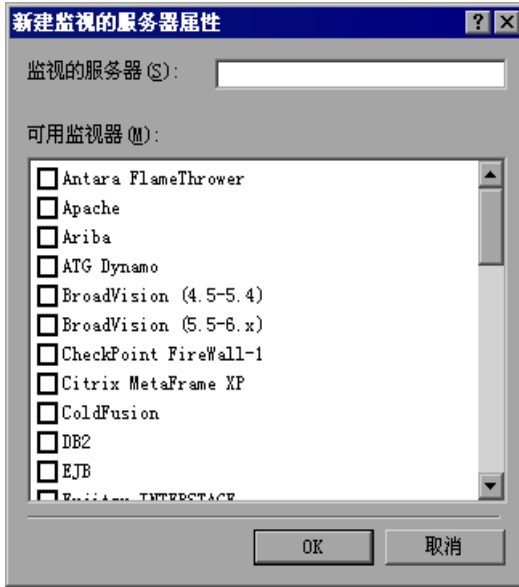 新建监视的服务器属性
监视的服务器(S):
可用监视器(M):
Antara FlameThrower
Apache
Ariba
ATG Dynamo
BroadVision (4.5-5.4)
BroadVision (5.5-6.x)
CheckPoint FireWall-1
Citrix MetaFrame XP
ColdFusion
DB2
EJB
Fujitsu INTERSTAGE
OK
取消